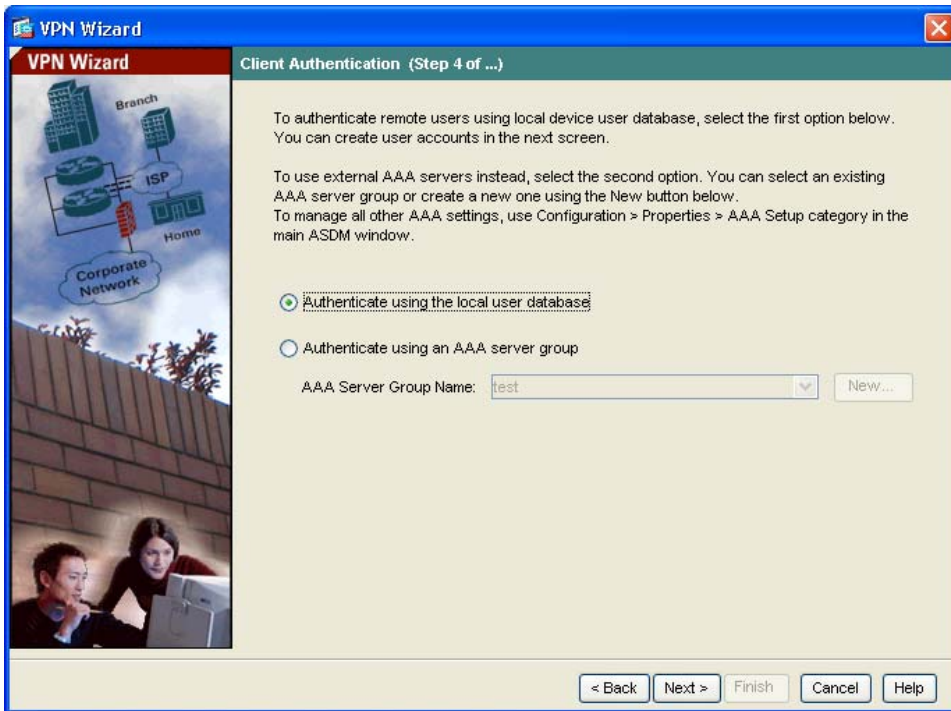 VPN Wizard
VPN Wizard
Branch
ISP
Home
Corporate
Network
Client Authentication (Step 4 of ...)
To authenticate remote users using local device user database, select the first option below.
You can create user accounts in the next screen.
To use external AAA servers instead, select the second option. You can select an existing
AAA server group or create a new one using the New button below.
To manage all other AAA settings, use Configuration > Properties > AAA Setup category in the
main ASDM window.
Authenticate using the local user database
Authenticate using an AAA server group
AAA Server Group Name: test New...
< Back Next > Finish Cancel Help